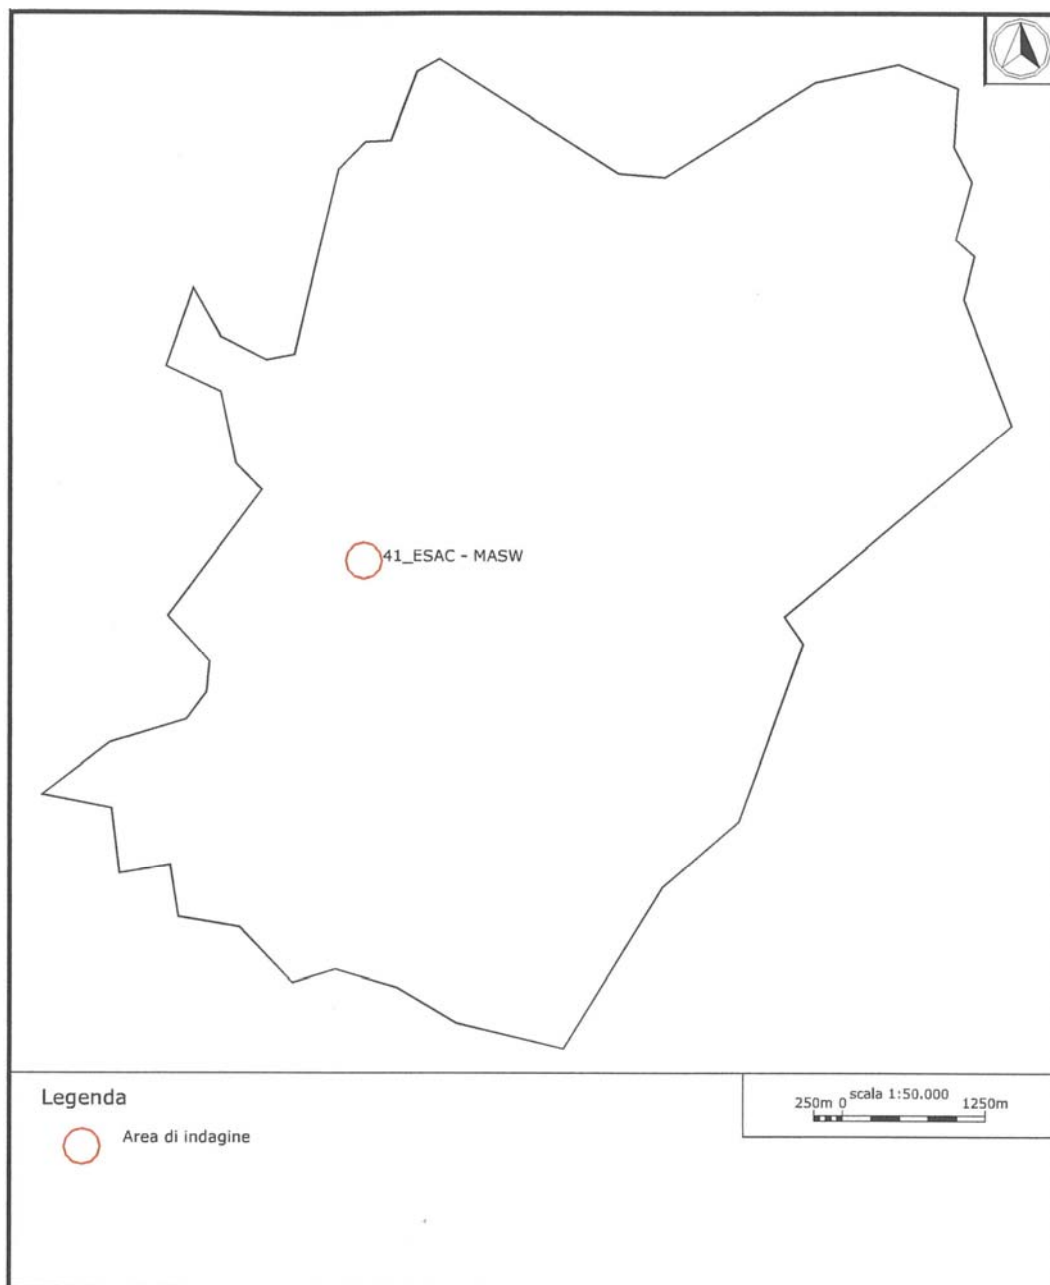 41_ESAC - MASW
Legenda
Area di indagine
scala 1:50.000
250m 0 1250m